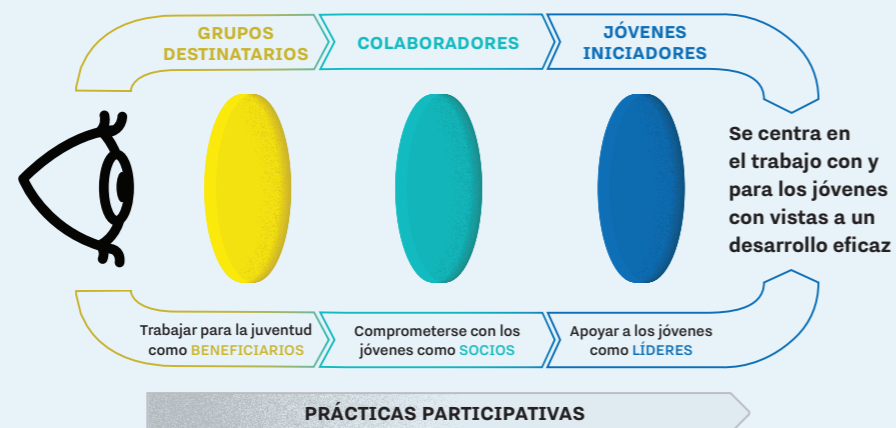 GRUPOS
DESTINATARIOS
COLABORADORES
JÓVENES
INICIADORES
Se centra en
el trabajo con y
para los jóvenes
con vistas a un
desarrollo eficaz
Trabajar para la juventud
como BENEFICIARIOS
Comprometerse con los
jóvenes como SOCIOS
Apoyar a los jóvenes
como LÍDERES
PRÁCTICAS PARTICIPATIVAS